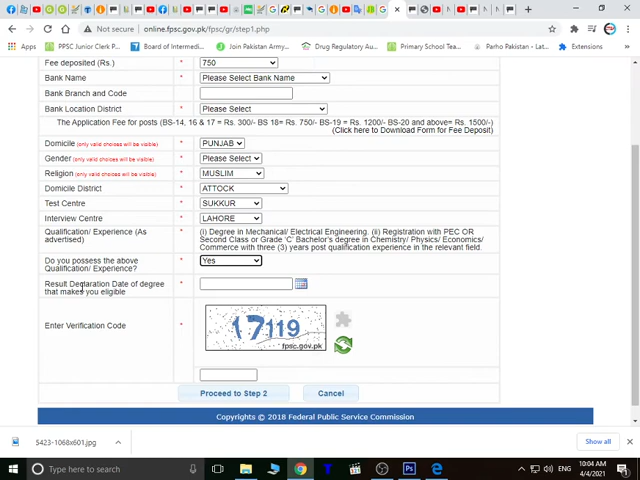 Not secure | online.fpsc.gov.pk/fpsc/gr/step1.php
Apps PPSC Junior Clerk P... Board of Intermedi... Join Pakistan Army... Drug Regulatory Au... Primary School Team... Parho Pakistan - Lat... Extensions
Fee deposited (Rs.) * 750
Bank Name * Please Select Bank Name
Bank Branch and Code *
Bank Location District * Please Select
The Application Fee for posts (BS-14, 16 & 17 = Rs. 300/- BS 18= Rs. 750/- BS-19 = Rs. 1200/- BS-20 and above= Rs. 1500/-)
(Click here to Download Form for Fee Deposit)
Domicile (only valid choices will be visible) * PUNJAB
Gender (only valid choices will be visible) * Please Select
Religion (only valid choices will be visible) * MUSLIM
Domicile District * ATTOCK
Test Centre * SUKKUR
Interview Centre * LAHORE
Qualification/ Experience (As advertised) * (i) Degree in Mechanical/ Electrical Engineering. (ii) Registration with PEC OR
Second Class or Grade 'C' Bachelor's degree in Chemistry/ Physics/ Economics/
Commerce with three (3) years post qualification experience in the relevant field.
Do you possess the above
Qualification/ Experience? * Yes
Result Declaration Date of degree
that makes you eligible *
Enter Verification Code *
17119
fpsc.gov.pk
Proceed to Step 2 Cancel
Copyrights © 2018 Federal Public Service Commission
5423-1068x601.jpg Show all
Type here to search ENG 10:04 AM
4/4/2021